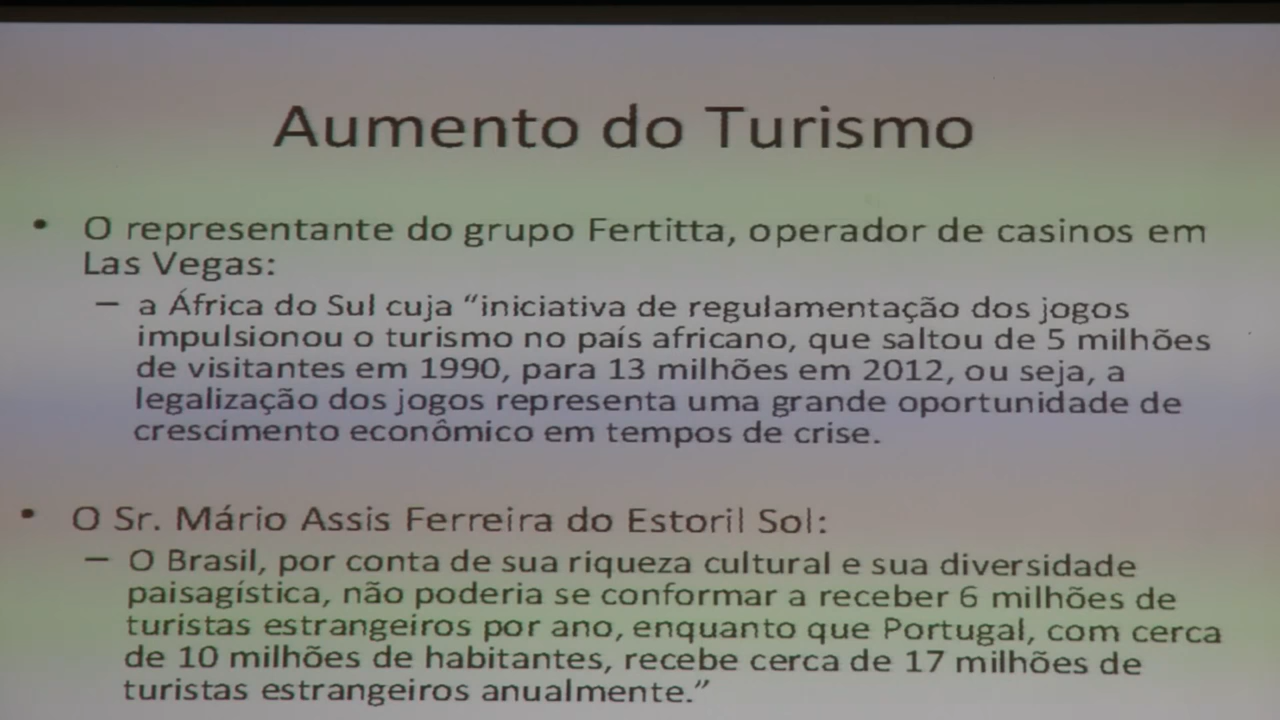 Aumento do Turismo
• O representante do grupo Fertitta, operador de casinos em
Las Vegas:
– a África do Sul cuja “iniciativa de regulamentação dos jogos
impulsionou o turismo no país africano, que saltou de 5 milhões
de visitantes em 1990, para 13 milhões em 2012, ou seja, a
legalização dos jogos representa uma grande oportunidade de
crescimento econômico em tempos de crise.
• O Sr. Mário Assis Ferreira do Estoril Sol:
– O Brasil, por conta de sua riqueza cultural e sua diversidade
paisagística, não poderia se conformar a receber 6 milhões de
turistas estrangeiros por ano, enquanto que Portugal, com cerca
de 10 milhões de habitantes, recebe cerca de 17 milhões de
turistas estrangeiros anualmente.”